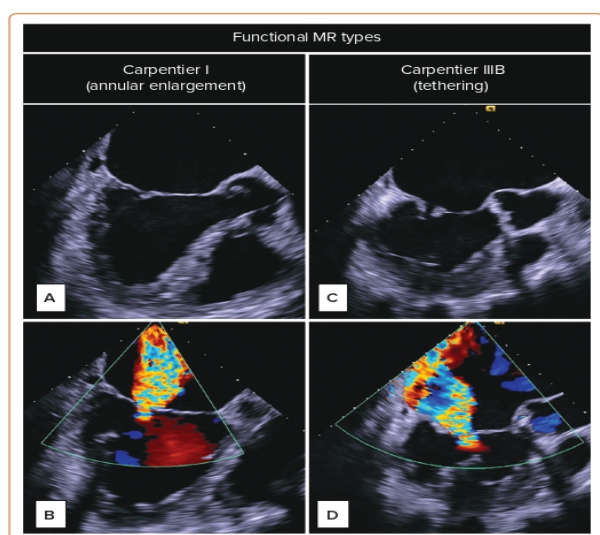 Functional MR types
Carpentier I
(annular enlargement)
Carpentier IIIB
(tethering)
A
C
B
D